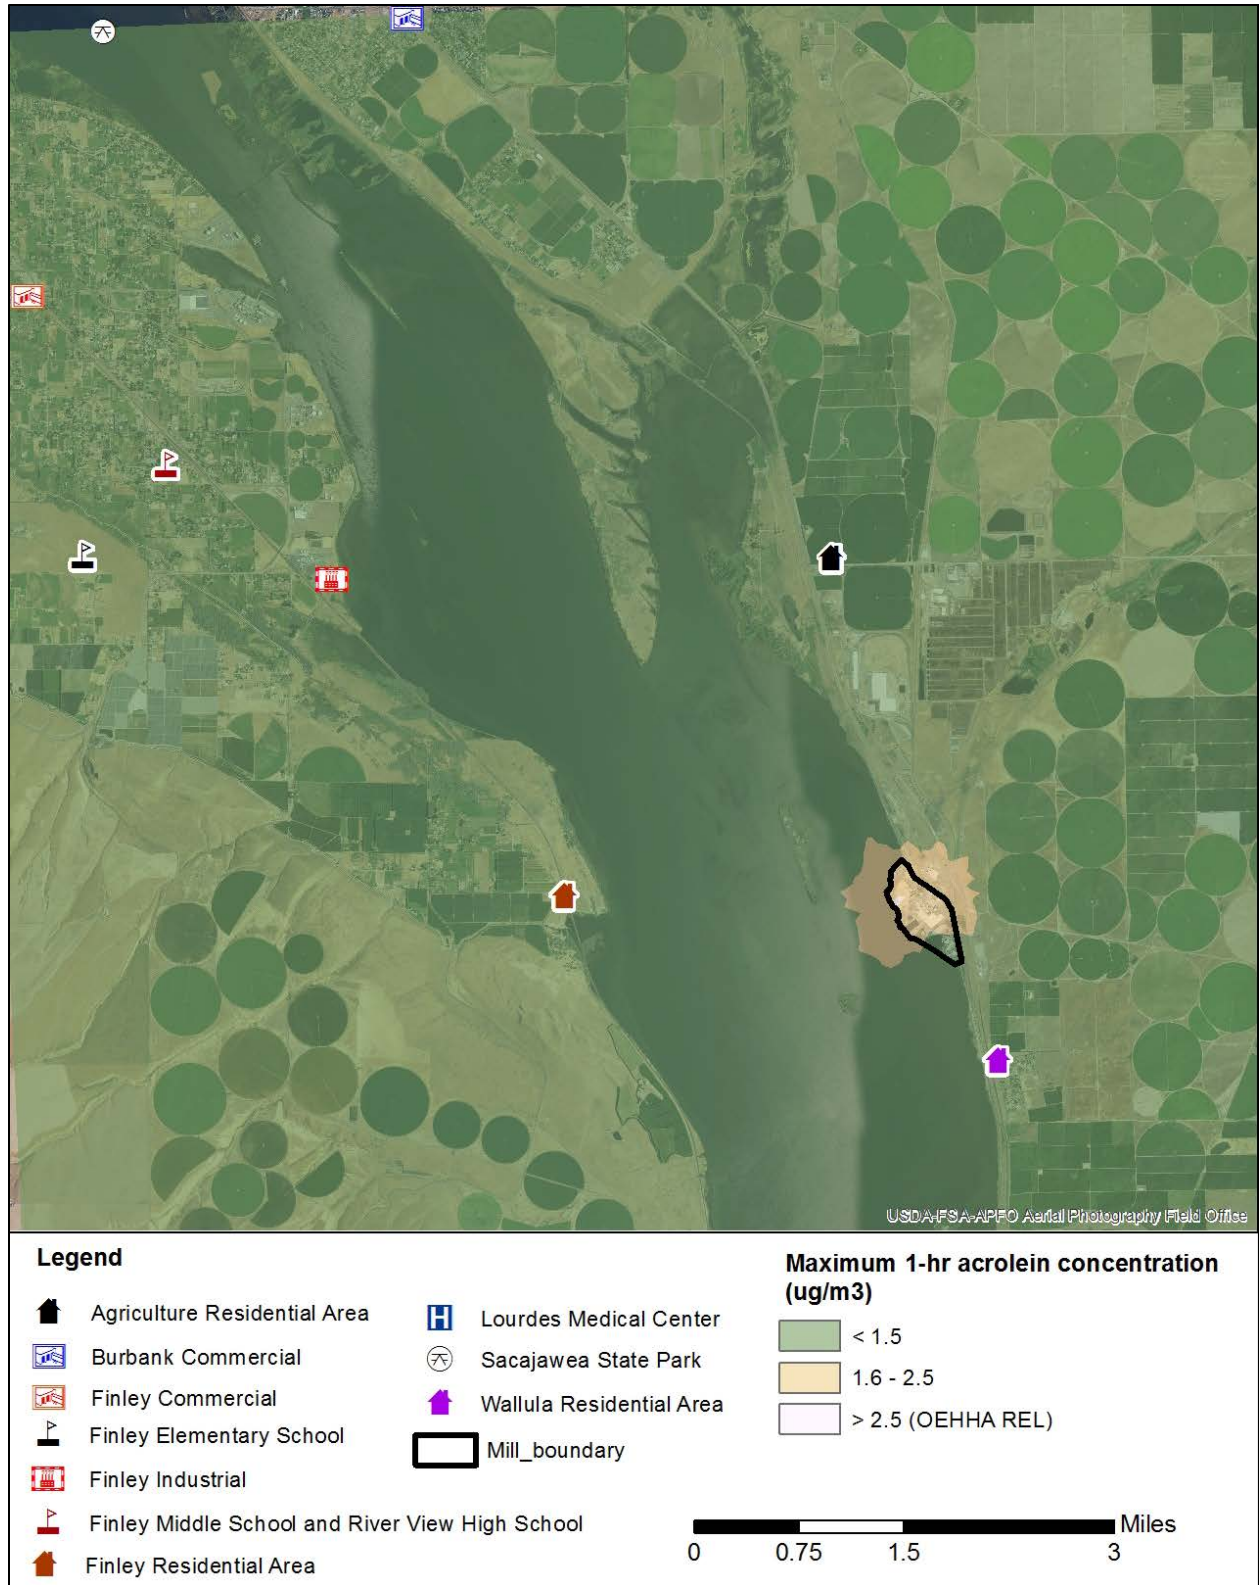 USDA-FSA-APFO Aerial Photography Field Office
Legend
Agriculture Residential Area
Burbank Commercial
Finley Commercial
Finley Elementary School
Finley Industrial
Finley Middle School and River View High School
Finley Residential Area
H Lourdes Medical Center
Sacajawea State Park
Wallula Residential Area
Mill_boundary
Maximum 1-hr acrolein concentration
(ug/m3)
< 1.5
1.6 - 2.5
> 2.5 (OEHHA REL)
Miles
0 0.75 1.5 3